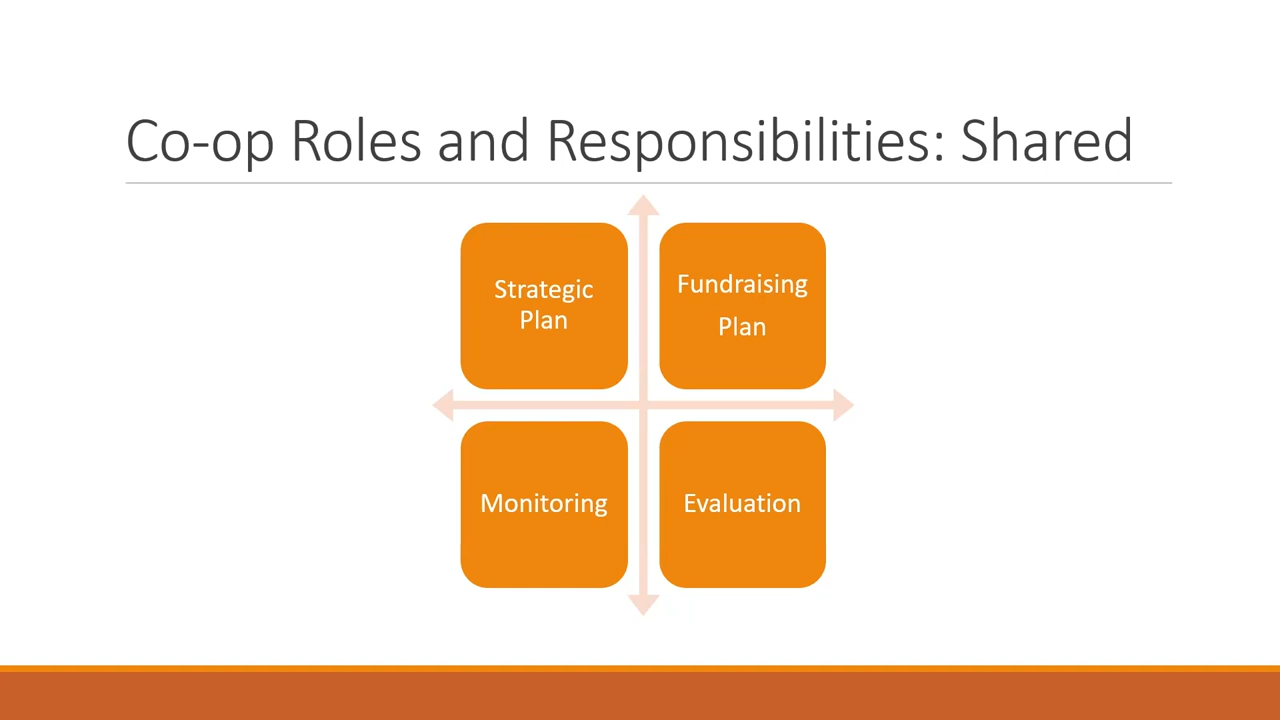 Co-op Roles and Responsibilities: Shared
Strategic
Plan
Fundraising
Plan
Monitoring
Evaluation